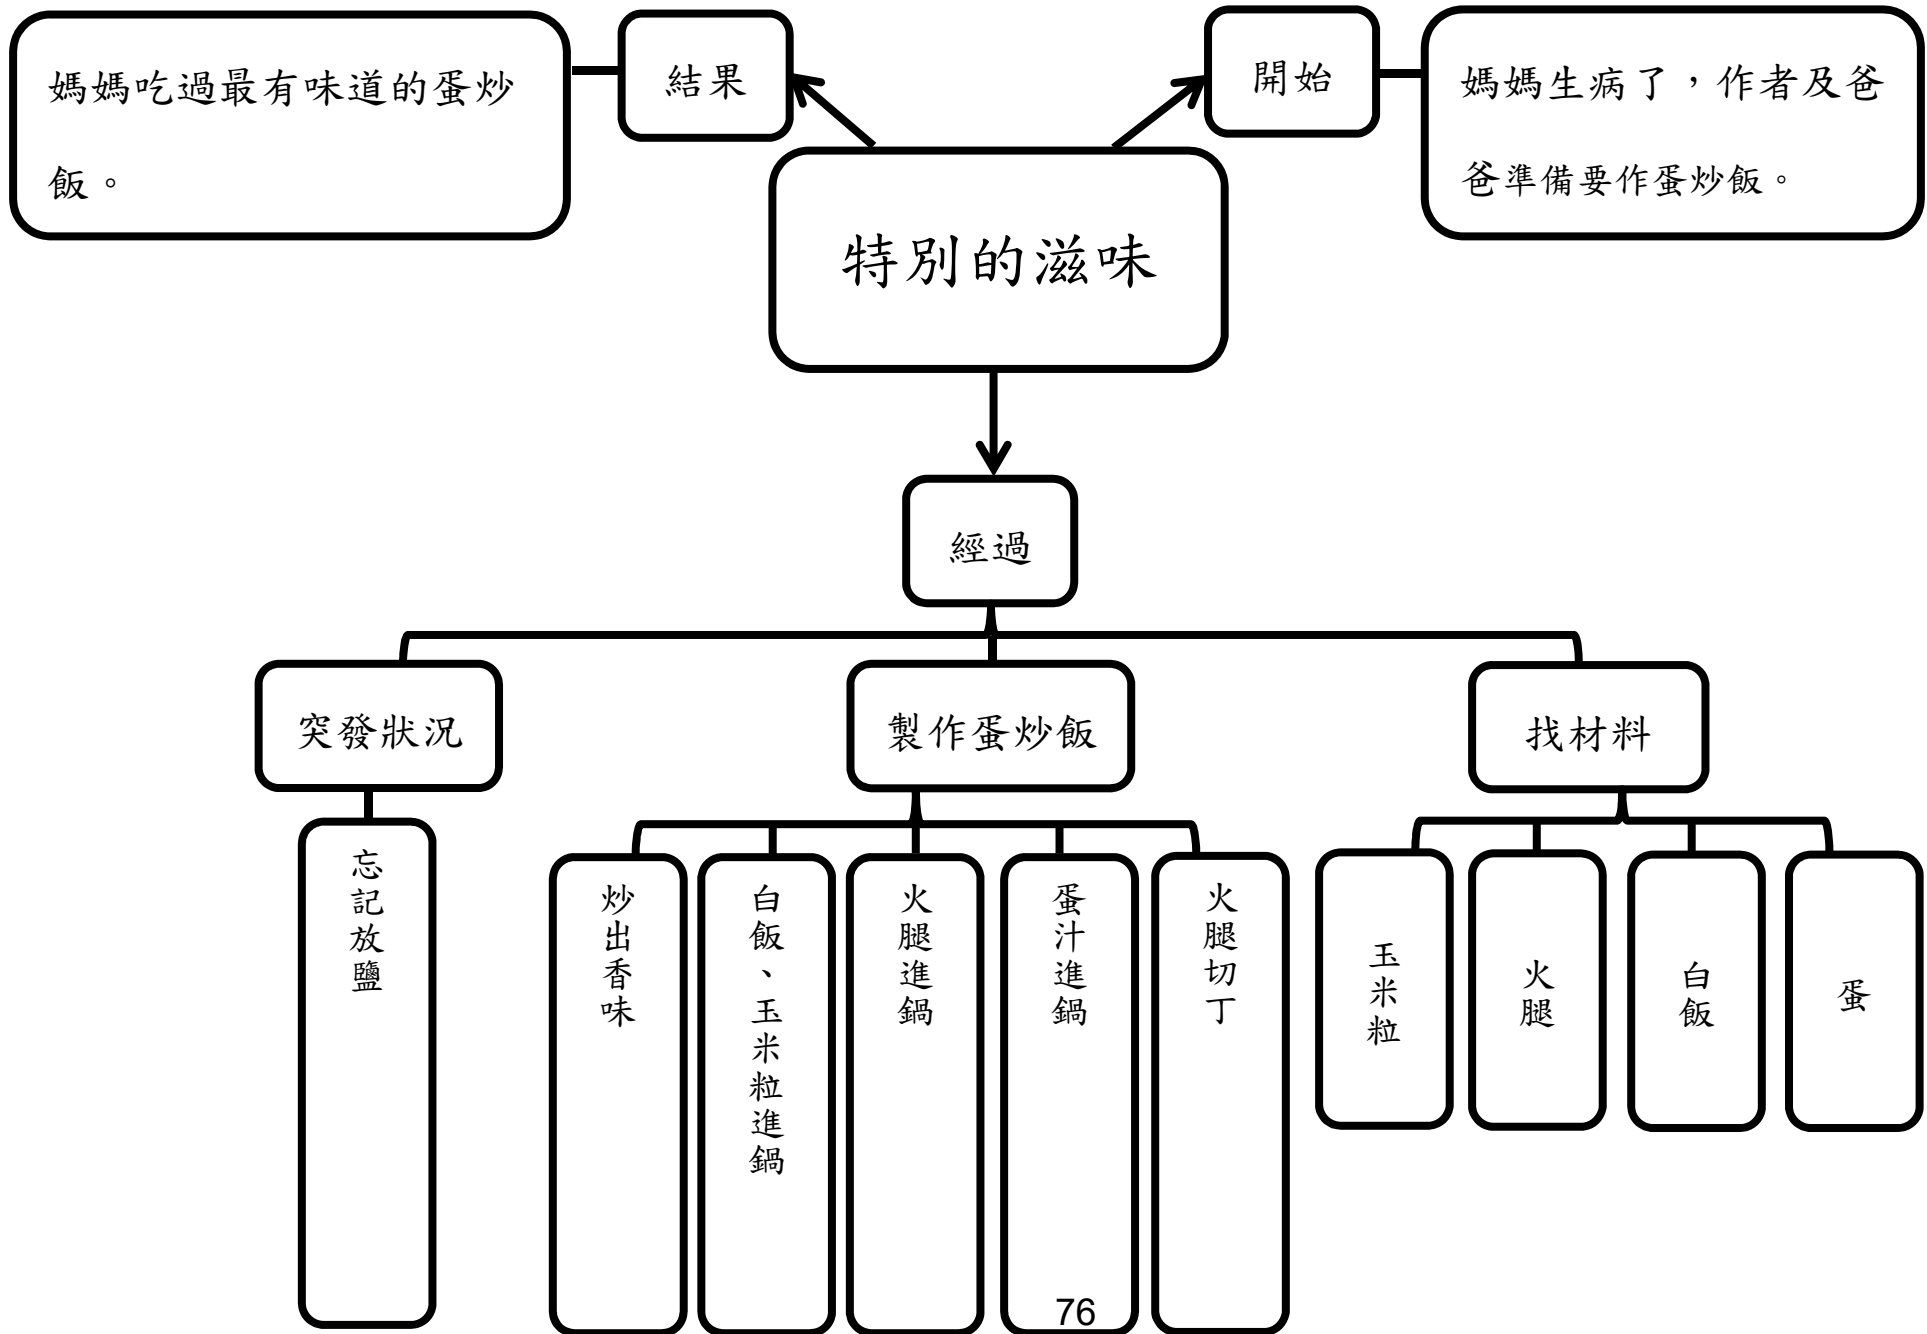 媽媽吃過最有味道的蛋炒
飯。
結果
開始
媽媽生病了，作者及爸
爸準備要作蛋炒飯。
特別的滋味
經過
突發狀況
製作蛋炒飯
找材料
忘記放鹽
炒出香味
白飯、玉米粒進鍋
火腿進鍋
蛋汁進鍋
火腿切丁
玉米粒
火腿
白飯
蛋
76